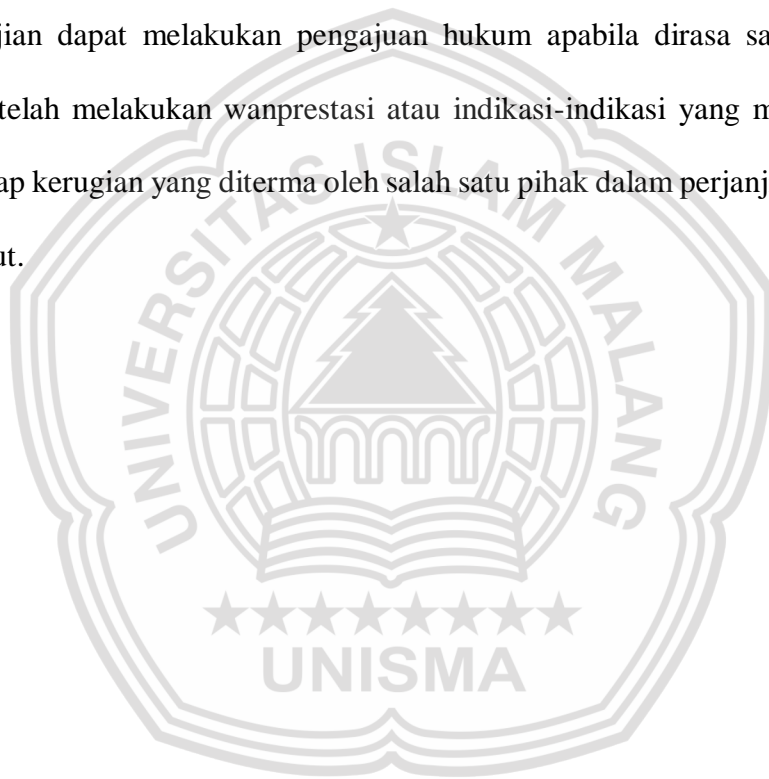 jian dapat melakukan pengajuan hukum apabila dirasa sa
telah melakukan wanprestasi atau indikasi-indikasi yang m
ap kerugian yang diterma oleh salah satu pihak dalam perjanj
ut.
UNIVERSITAS ISLAM MALANG
UNISMA